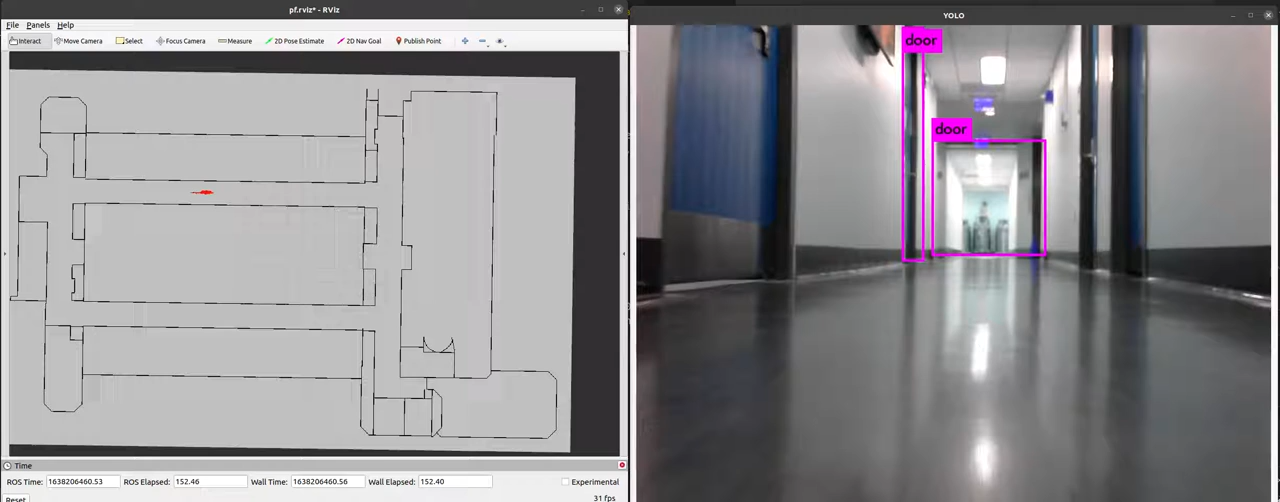 pf.rviz* - RViz
File Panels Help
Interact Move Camera Select Focus Camera Measure 2D Pose Estimate 2D Nav Goal Publish Point
Time
ROS Time: 1638206460.53 ROS Elapsed: 152.46 Wall Time: 1638206460.56 Wall Elapsed: 152.40 Experimental
Reset 31 fps
YOLO
door
door